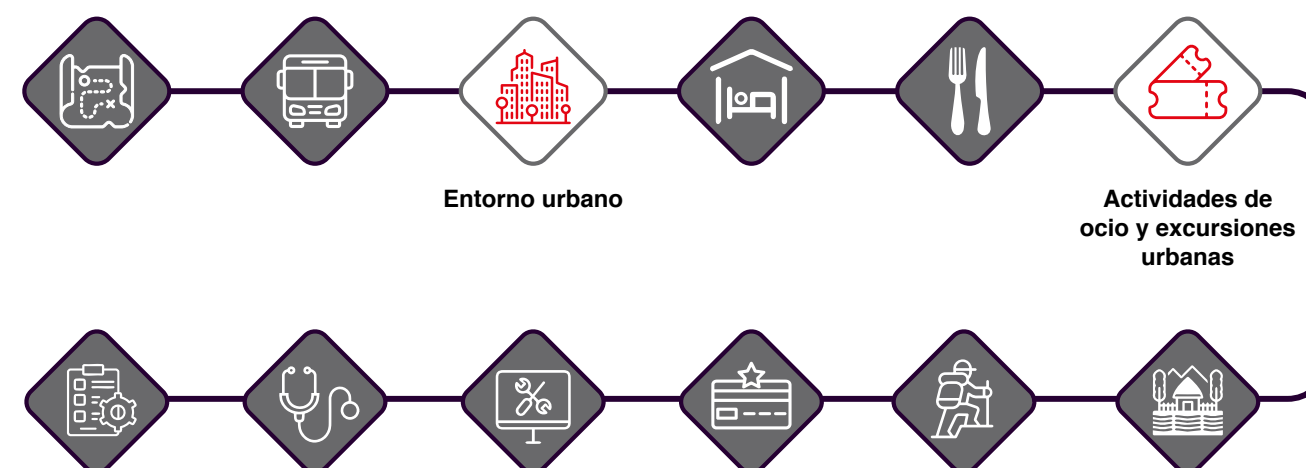 Entorno urbano
Actividades de
ocio y excursiones
urbanas